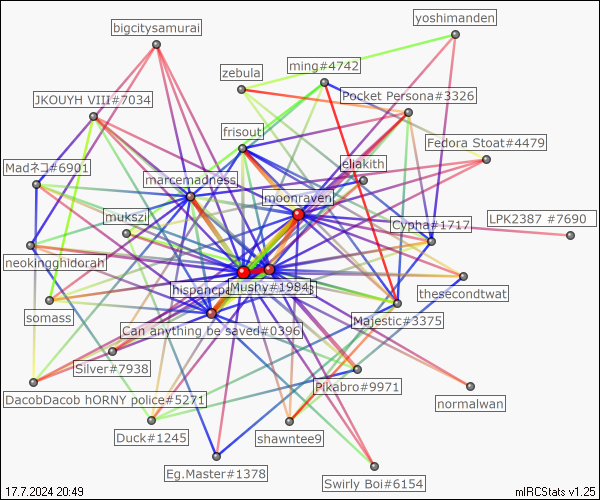 yoshimanden
bigcitysamurai
ming#4742
zebula
Pocket Persona#3326
JKOUYH VIII#7034
frisout
Fedora Stoat#4479
eliakith
Madネコ#6901
marcemadness
moonraven
mukszi
LPK2387 #7690
Cypha#1717
neokingghidorah
Mushy#1984
thesecondtwat
somass
Majestic#3375
Can anything be saved#0396
Silver#7938
Pikabro#9971
DacobDacob hORNY police#5271
normalwan
Duck#1245
shawntee9
Eg.Master#1378
Swirly Boi#6154
17.7.2024 20:49
mIRCStats v1.25